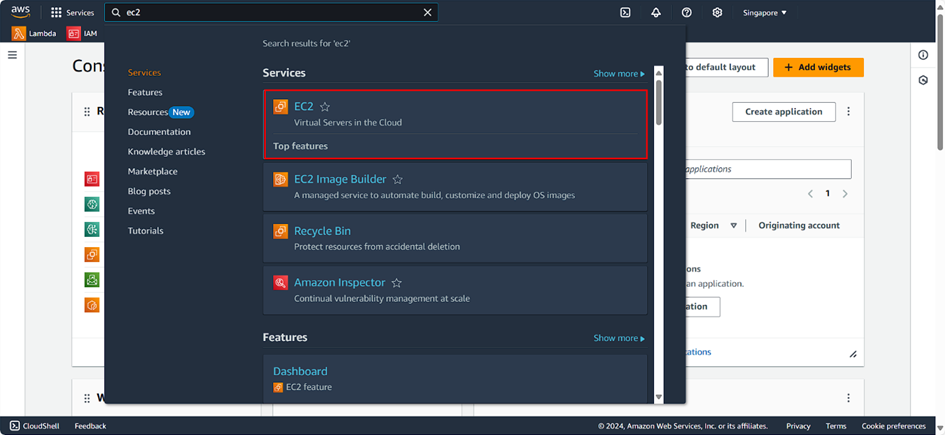 aws
Services
ec2
Singapore
Lambda
IAM
Search results for 'ec2'
Services
Features
Resources New
Documentation
Knowledge articles
Marketplace
Blog posts
Events
Tutorials
Services
Show more
EC2
Virtual Servers in the Cloud
Top features
EC2 Image Builder
A managed service to automate build, customize and deploy OS images
Recycle Bin
Protect resources from accidental deletion
Amazon Inspector
Continual vulnerability management at scale
Features
Show more
Dashboard
EC2 feature
Cons
to default layout
+ Add widgets
R
Create application
applications
1
Region
Originating account
ons
an application.
ation
cations
W
CloudShell
Feedback
© 2024, Amazon Web Services, Inc. or its affiliates.
Privacy
Terms
Cookie preferences